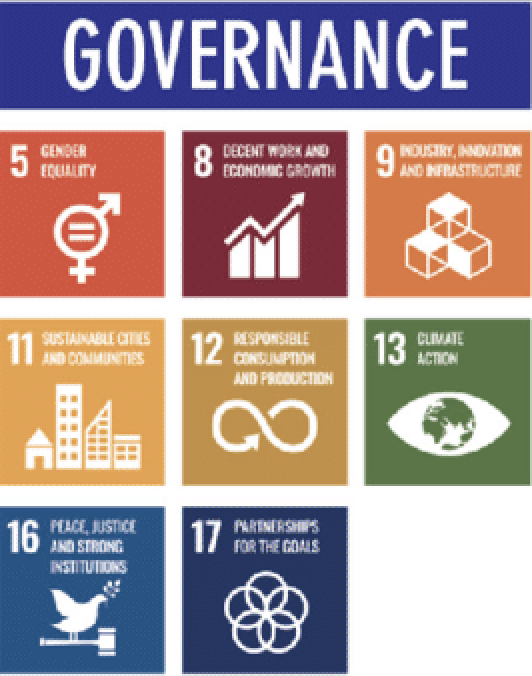 GOVERNANCE
5 GENDER
EQUALITY
8 DECENT WORK AND
ECONOMIC GROWTH
9 INDUSTRY, INNOVATION
AND INFRASTRUCTURE
11 SUSTAINABLE CITIES
AND COMMUNITIES
12 RESPONSIBLE
CONSUMPTION
AND PRODUCTION
13 CLIMATE
ACTION
16 PEACE, JUSTICE
AND STRONG
INSTITUTIONS
17 PARTNERSHIPS
FOR THE GOALS